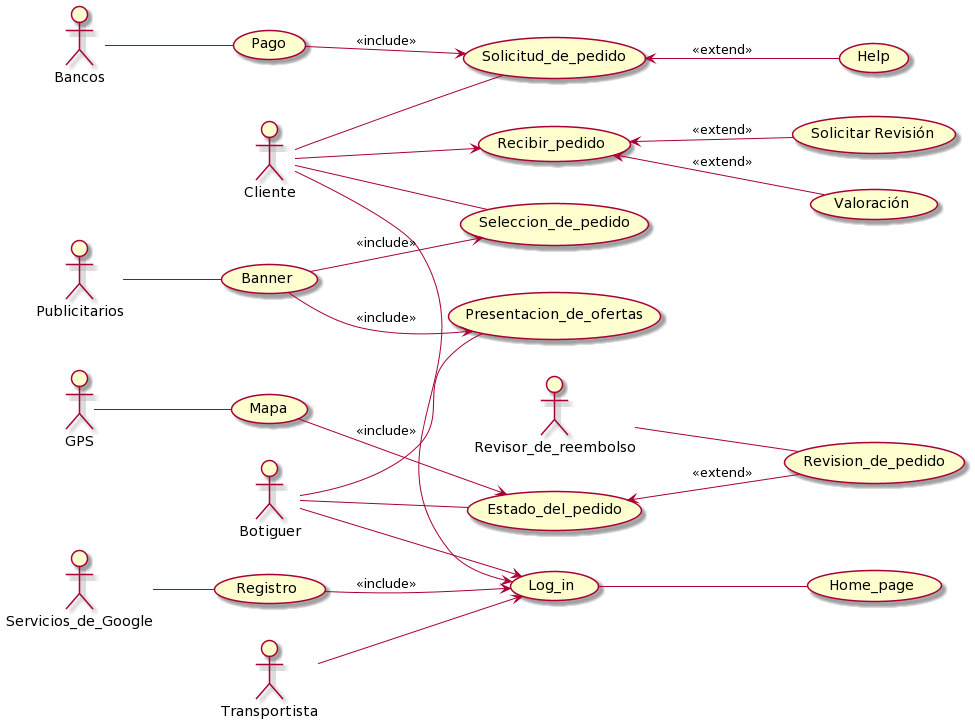 Bancos
Pago
«include»
Solicitud_de_pedido
«extend»
Help
Cliente
Recibir_pedido
«extend»
Solicitar Revisión
«extend»
Valoración
Seleccion_de_pedido
«include»
Publicitarios
Banner
«include»
Presentacion_de_ofertas
GPS
Mapa
«include»
Revisor_de_reembolso
Revision_de_pedido
«extend»
Botiguer
Estado_del_pedido
Servicios_de_Google
Registro
«include»
Log_in
Home_page
Transportista